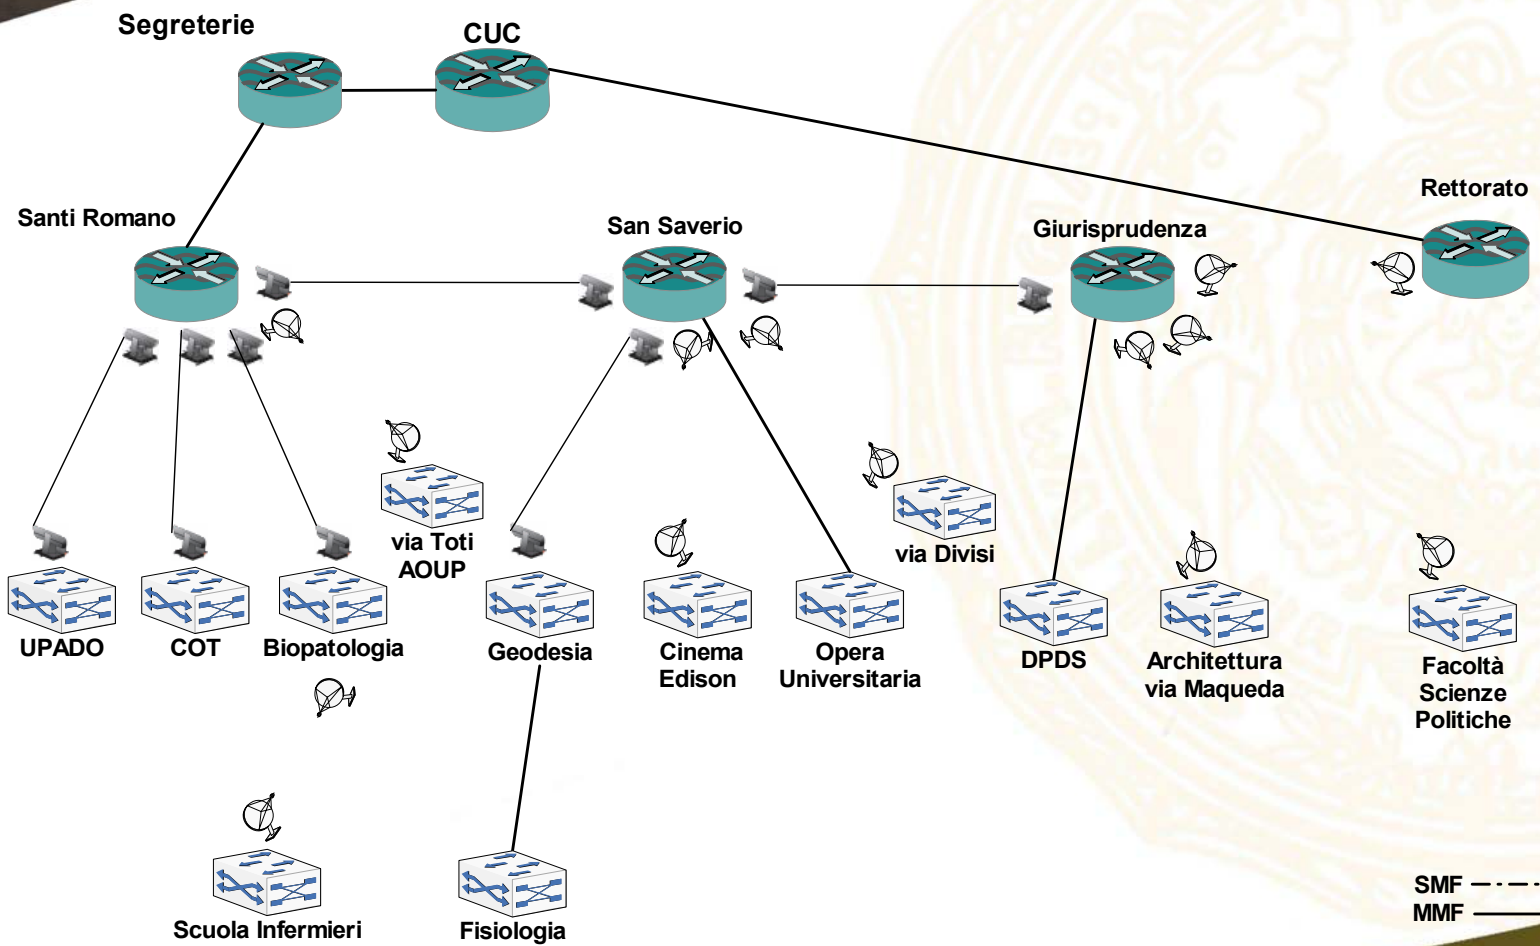 Segreterie
CUC
Rettorato
Santi Romano
San Saverio
Giurisprudenza
via Toti
AOUP
via Divisi
UPADO
COT
Biopatologia
Geodesia
Cinema
Edison
Opera
Universitaria
DPDS
Architettura
via Maqueda
Facoltà
Scienze
Politiche
Scuola Infermieri
Fisiologia
SMF
MMF